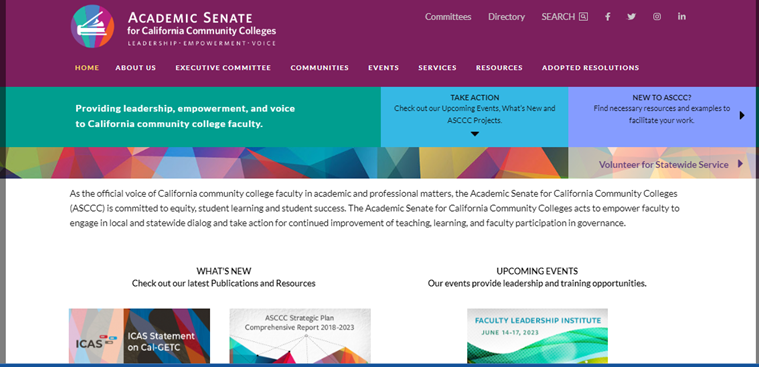 ACADEMIC SENATE
for California Community Colleges
LEADERSHIP · EMPOWERMENT · VOICE
Committees
Directory
SEARCH
HOME
ABOUT US
EXECUTIVE COMMITTEE
COMMUNITIES
EVENTS
SERVICES
RESOURCES
ADOPTED RESOLUTIONS
Providing leadership, empowerment, and voice
to California community college faculty.
TAKE ACTION
Check out our Upcoming Events, What's New and
ASCCC Projects.
NEW TO ASCCC?
Find necessary resources and examples to
facilitate your work.
Volunteer for Statewide Service
As the official voice of California community college faculty in academic and professional matters, the Academic Senate for California Community Colleges
(ASCCC) is committed to equity, student learning and student success. The Academic Senate for California Community Colleges acts to empower faculty to
engage in local and statewide dialog and take action for continued improvement of teaching, learning, and faculty participation in governance.
WHAT'S NEW
Check out our latest Publications and Resources
UPCOMING EVENTS
Our events provide leadership and training opportunities.
ICAS
ICAS Statement
on Cal-GETC
ASCCC Strategic Plan
Comprehensive Report 2018-2023
FACULTY LEADERSHIP INSTITUTE
JUNE 14-17, 2023